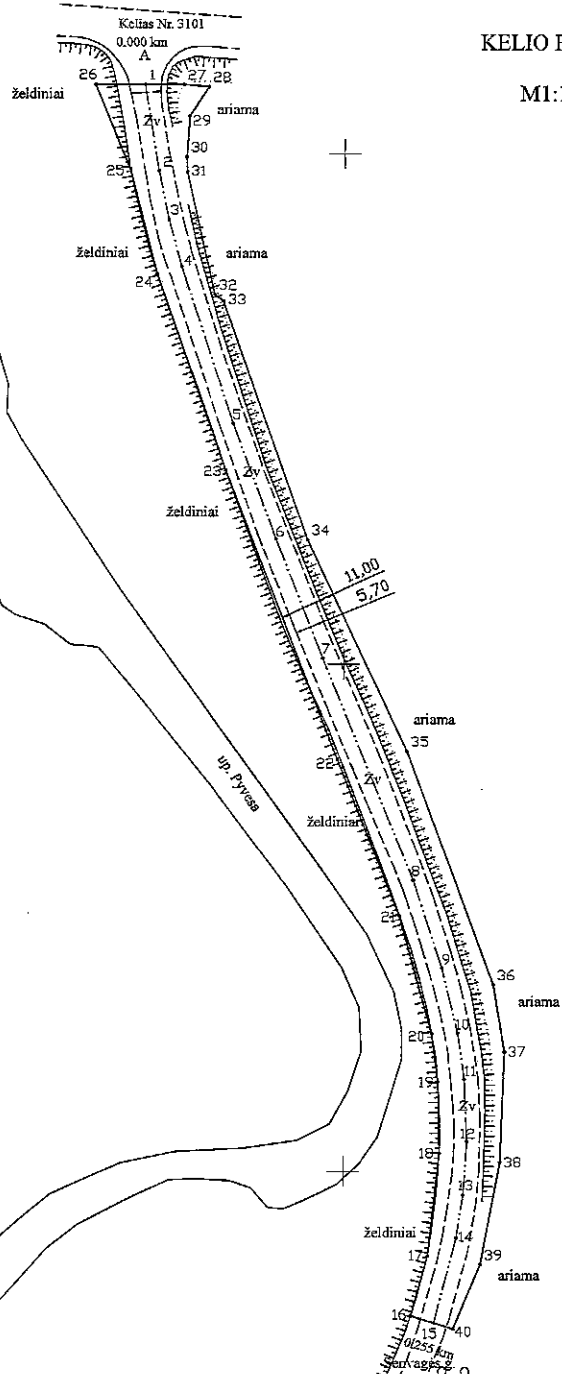 Kelias Nr. 3101
0.000 km
KELIO
A
M1:
26
1
27
28
želdiniai
ariama
Žv
29
30
2
25
31
3
želdiniai
ariama
4
24
32
33
5
23
Žv
želdiniai
6
34
11,00
5,70
7
ariama
35
22
Žv
up. Pyvesa
želdiniai
8
21
9
36
ariama
10
20
37
11
19
Žv
12
18
38
13
želdiniai
14
17
39
ariama
16
15
40
0.255 km